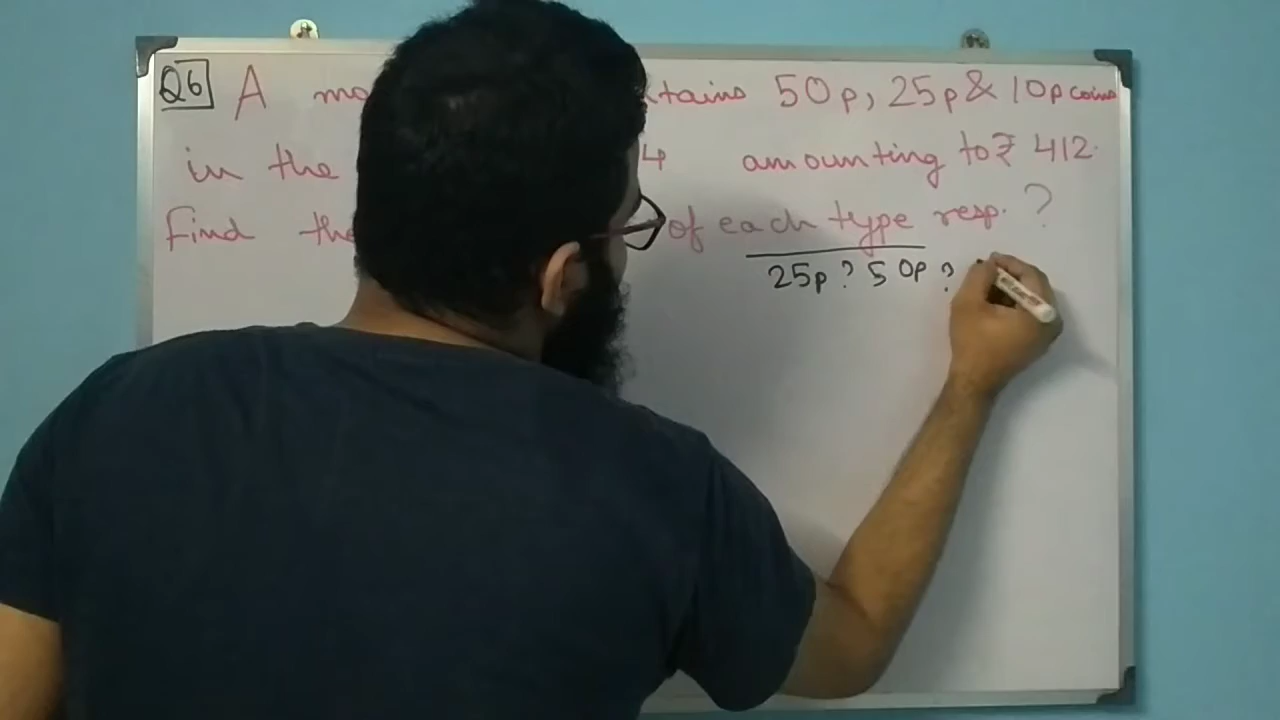 Q6 A mo tains 50p, 25p & 10p coins
in the 4 amounting to ₹ 412.
Find the of each type resp. ?
25p ? 50p ?